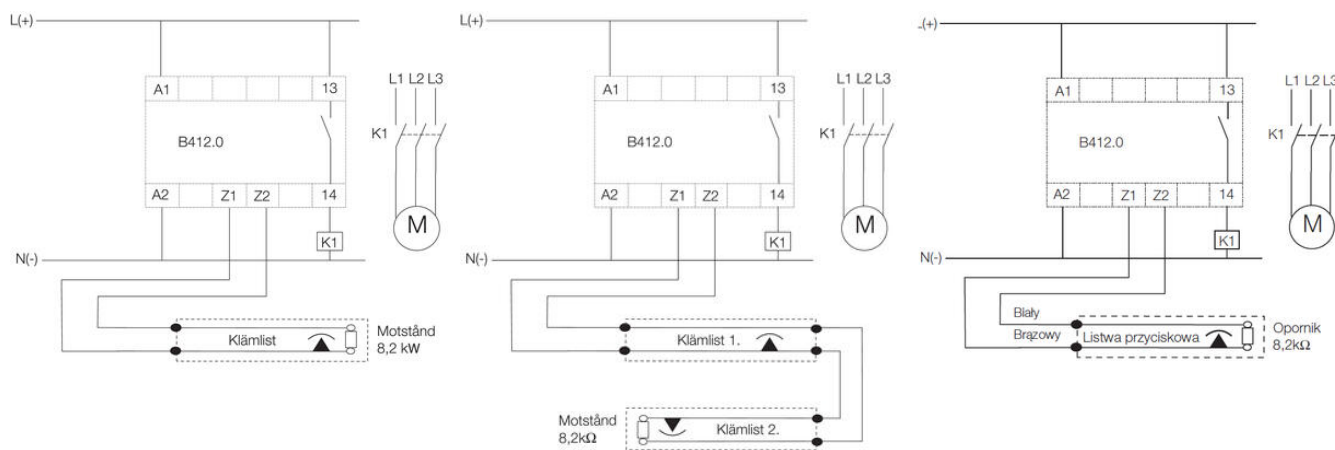 L(+)
A1
13
B412.0
A2
Z1
Z2
14
K1
N(-)
L1 L2 L3
K1
M
Klämlist
Motstånd
8,2 kW
L(+)
A1
13
B412.0
A2
Z1
Z2
14
K1
N(-)
L1 L2 L3
K1
M
Klämlist 1.
Motstånd
8,2kΩ
Klämlist 2.
-(+)
A1
13
B412.0
A2
Z1
Z2
14
K1
N(-)
L1 L2 L3
K1
M
Biały
Brązowy
Listwa przyciskowa
Opornik
8,2kΩ